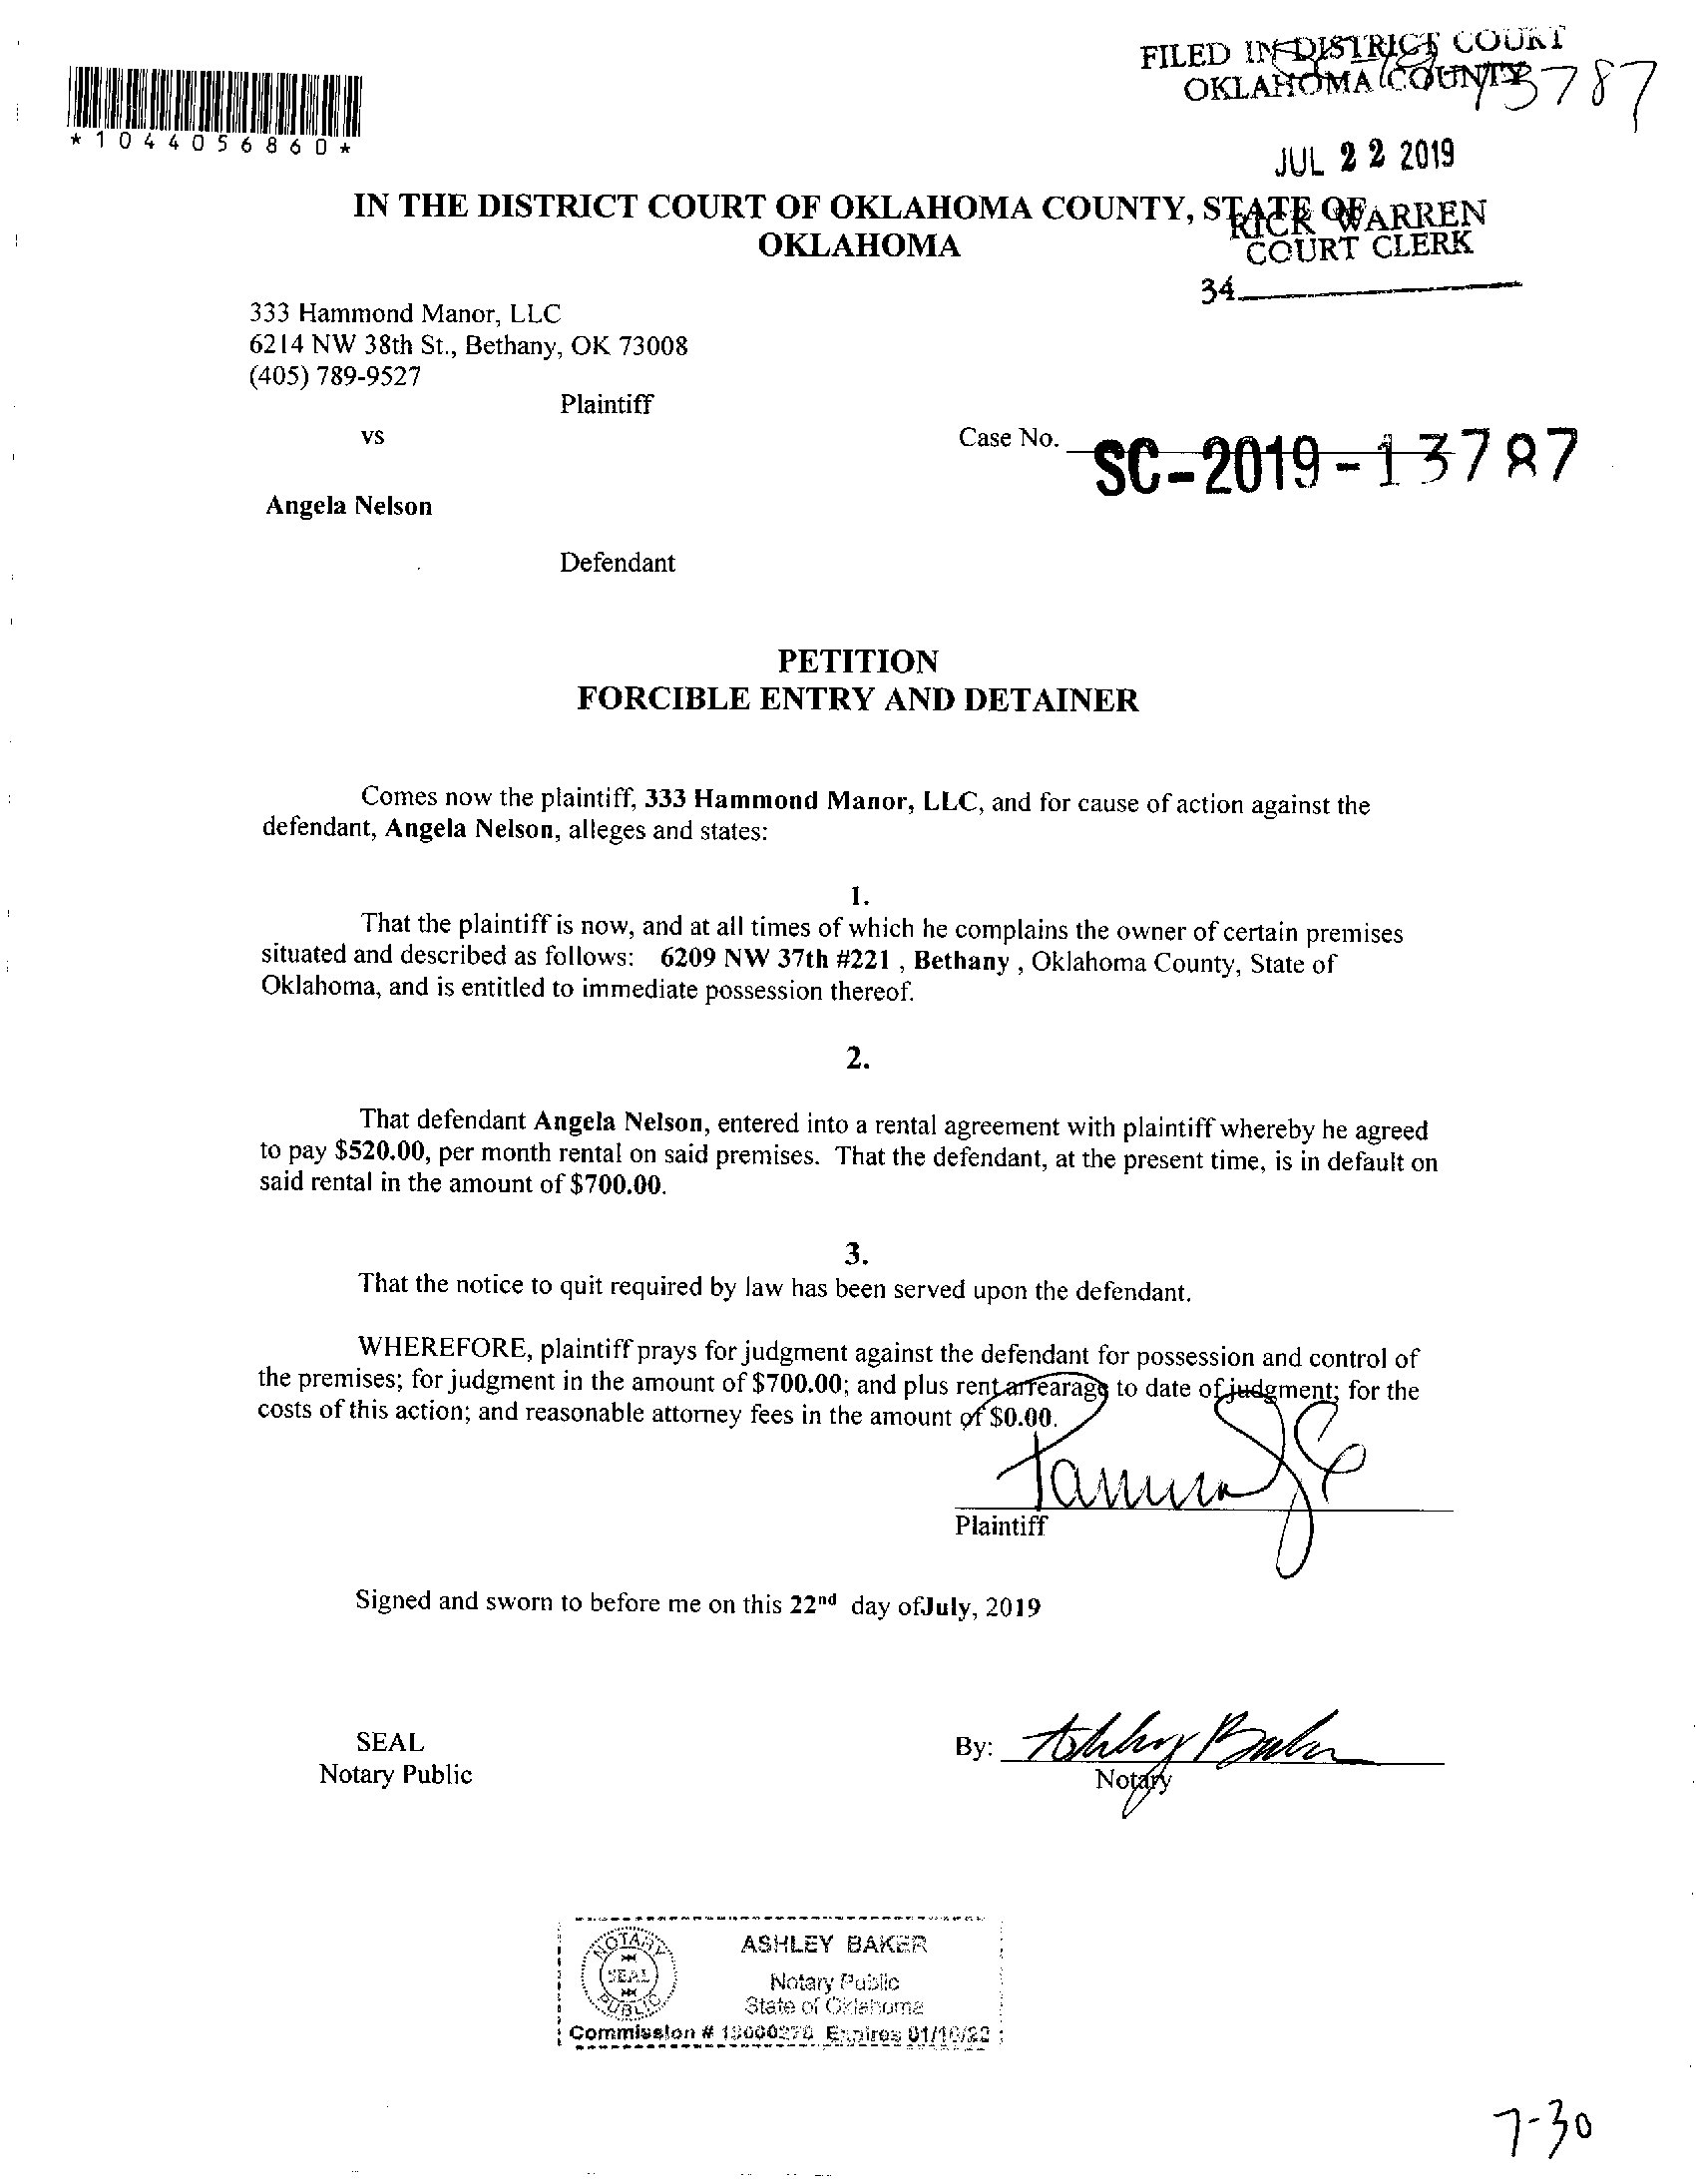 FILED IN DISTRICT COURT
OKLAHOMA COUNTY
13787
*1044056860*
JUL 22 2019
IN THE DISTRICT COURT OF OKLAHOMA COUNTY, STATE OF
OKLAHOMA
RICK WARREN
COURT CLERK
34
333 Hammond Manor, LLC
6214 NW 38th St., Bethany, OK 73008
(405) 789-9527
Plaintiff
vs
Case No. SC-2019-13787
Angela Nelson
Defendant
PETITION
FORCIBLE ENTRY AND DETAINER
Comes now the plaintiff, 333 Hammond Manor, LLC, and for cause of action against the
defendant, Angela Nelson, alleges and states:
1.
That the plaintiff is now, and at all times of which he complains the owner of certain premises
situated and described as follows: 6209 NW 37th #221 , Bethany , Oklahoma County, State of
Oklahoma, and is entitled to immediate possession thereof.
2.
That defendant Angela Nelson, entered into a rental agreement with plaintiff whereby he agreed
to pay $520.00, per month rental on said premises. That the defendant, at the present time, is in default on
said rental in the amount of $700.00.
3.
That the notice to quit required by law has been served upon the defendant.
WHEREFORE, plaintiff prays for judgment against the defendant for possession and control of
the premises; for judgment in the amount of $700.00; and plus rent arrearage to date of judgment; for the
costs of this action; and reasonable attorney fees in the amount of $0.00.
Plaintiff
Signed and sworn to before me on this 22nd day ofJuly, 2019
SEAL
Notary Public
By: Ashley Baker
Notary
NOTARY
SEAL
PUBLIC
ASHLEY BAKER
Notary Public
State of Oklahoma
Commission # Expires 01/10/22
7-30